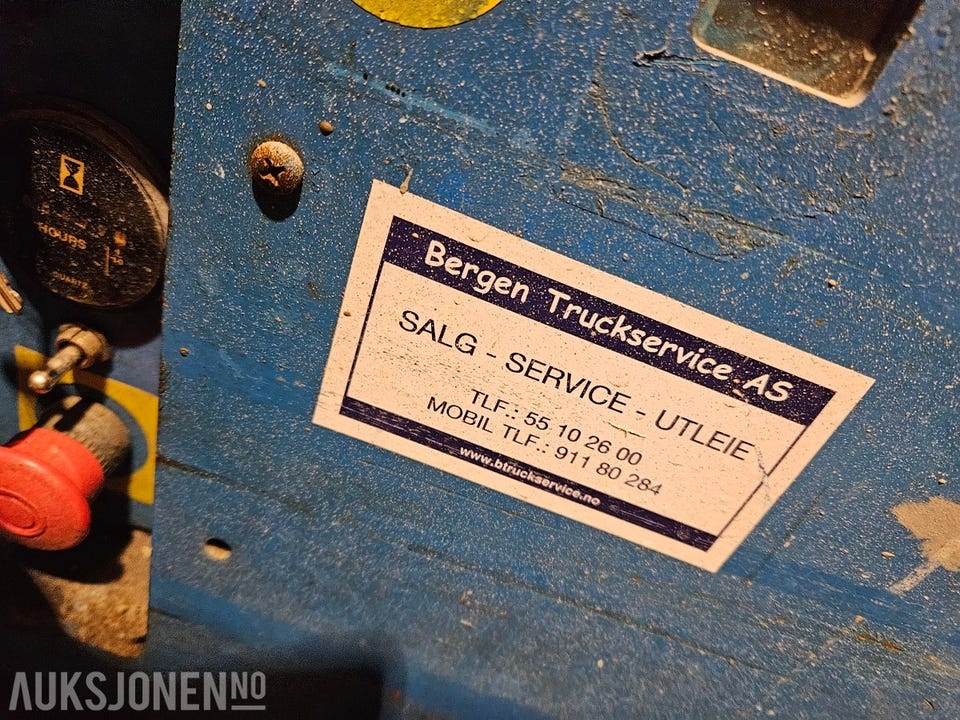 HOURS
QUARTZ
Bergen Truckservice AS
SALG - SERVICE - UTLEIE
TLF.: 55 10 26 00
MOBIL TLF.: 911 80 284
www.btruckservice.no
AUKSJONEN NO